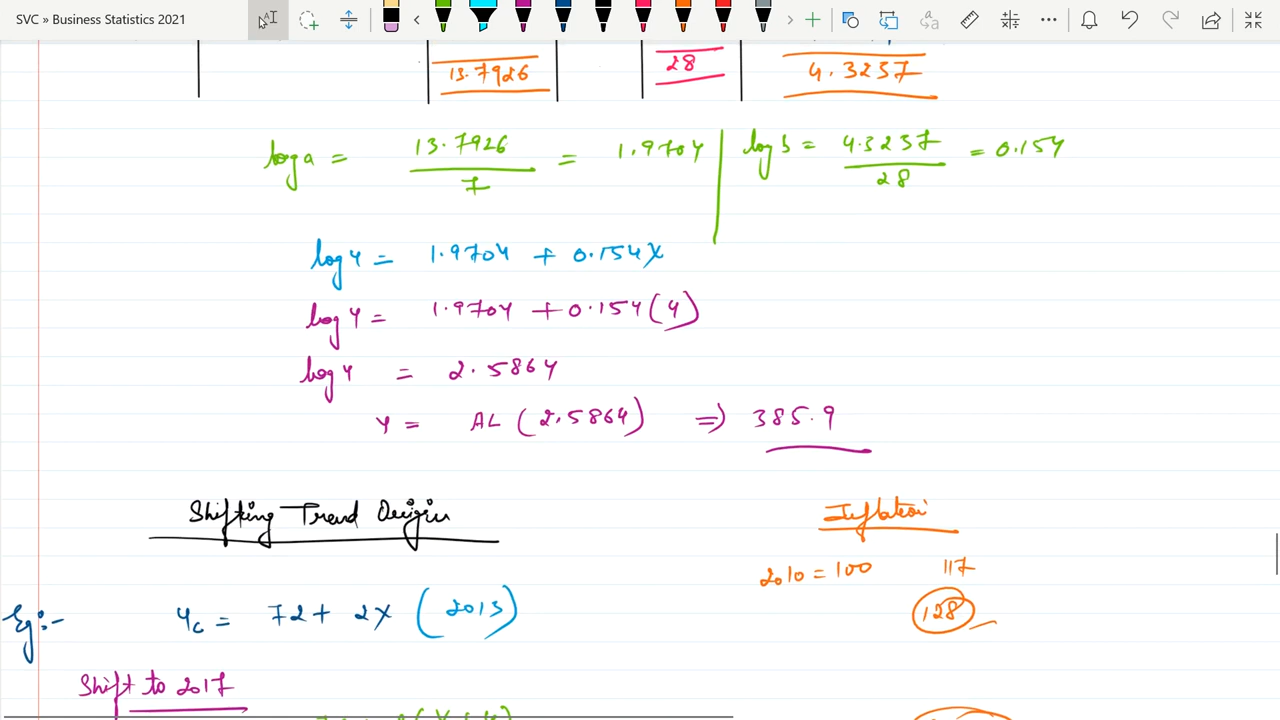 SVC > Business Statistics 2021
13.7926 28 4.3237
log a = 13.7926 / 7 = 1.9704 log b = 4.3237 / 28 = 0.154
log Y = 1.9704 + 0.154X
log Y = 1.9704 + 0.154(4)
log Y = 2.5864
Y = AL (2.5864) ⇒ 385.9
Shifting Trend Origin
Inflation
2010 = 100 117
128
Eg:- Yc = 72 + 2X (2013)
Shift to 2017